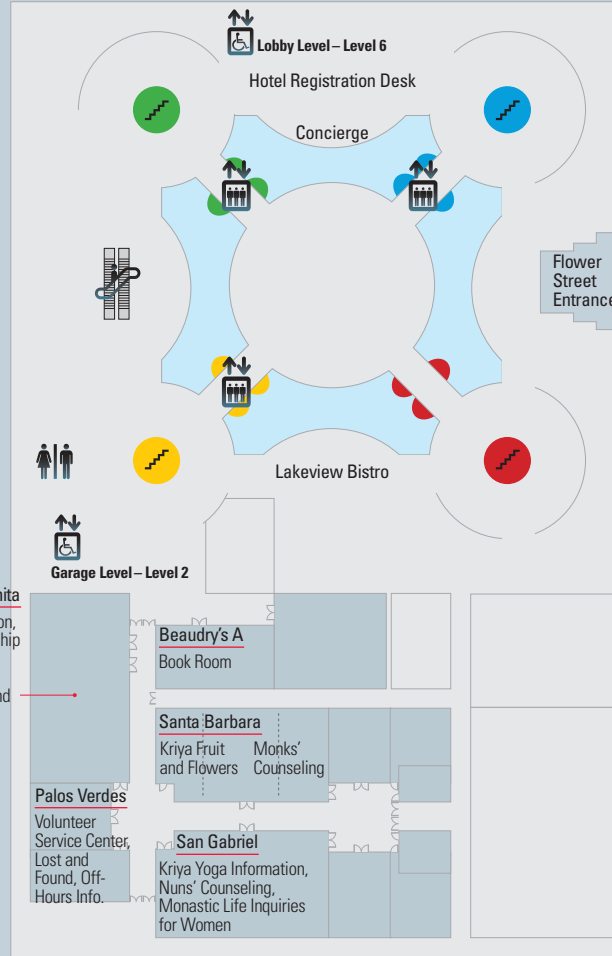 Lobby Level – Level 6
Hotel Registration Desk
Concierge
Flower
Street
Entrance
Lakeview Bistro
Garage Level – Level 2
Beaudry's A
Book Room
Santa Barbara
Kriya Fruit
and Flowers
Monks'
Counseling
Palos Verdes
Volunteer
Service Center,
Lost and
Found, Off-
Hours Info.
San Gabriel
Kriya Yoga Information,
Nuns' Counseling,
Monastic Life Inquiries
for Women